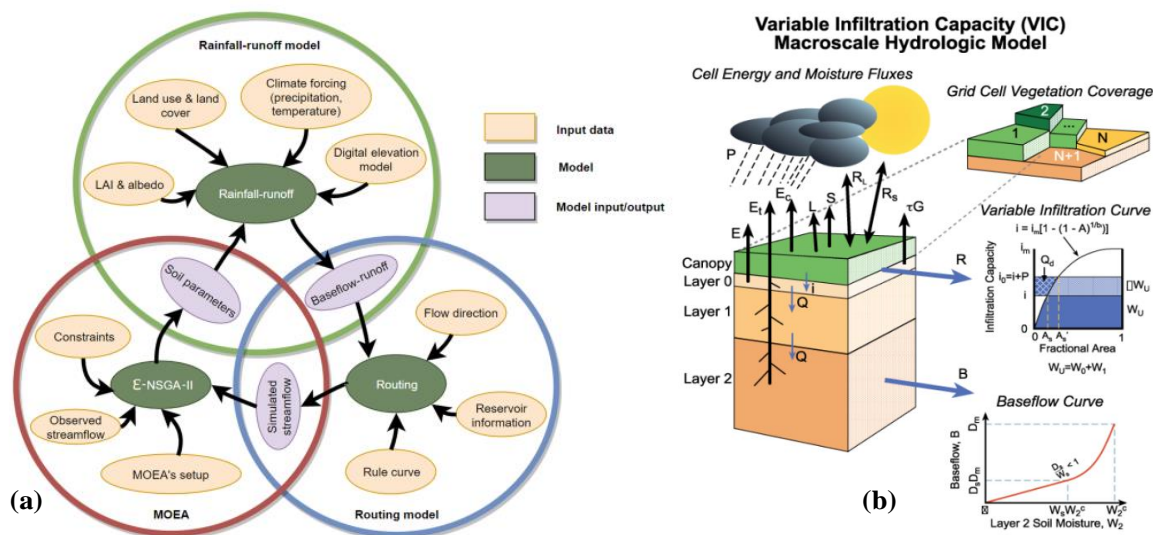 Rainfall-runoff model
Land use & land
cover
Climate forcing
(precipitation,
temperature)
LAI & albedo
Digital elevation
model
Rainfall-runoff
Input data
Model
Model input/output
Soil parameters
Baseflow-runoff
Constraints
Flow direction
Ɛ-NSGA-II
Simulated
streamflow
Routing
Observed
streamflow
Reservoir
information
MOEA's setup
Rule curve
(a)
MOEA
Routing model
Variable Infiltration Capacity (VIC)
Macroscale Hydrologic Model
Cell Energy and Moisture Fluxes
Grid Cell Vegetation Coverage
1
2
...
N
N+1
P
E
Et
Ec
L
S
RL
Rs
τG
Canopy
Layer 0
Layer 1
Layer 2
i
Q
Q
R
B
Variable Infiltration Curve
i = im[1 - (1 - A)1/b)]
Infiltration Capacity
im
i0=i+P
i
0
Qd
▯WU
WU
0
As
As'
1
Fractional Area
WU=W0+W1
Baseflow Curve
Baseflow, B
Dm
DsDm
Ds
Ws
< 1
WsW2c
W2c
Layer 2 Soil Moisture, W2
(b)